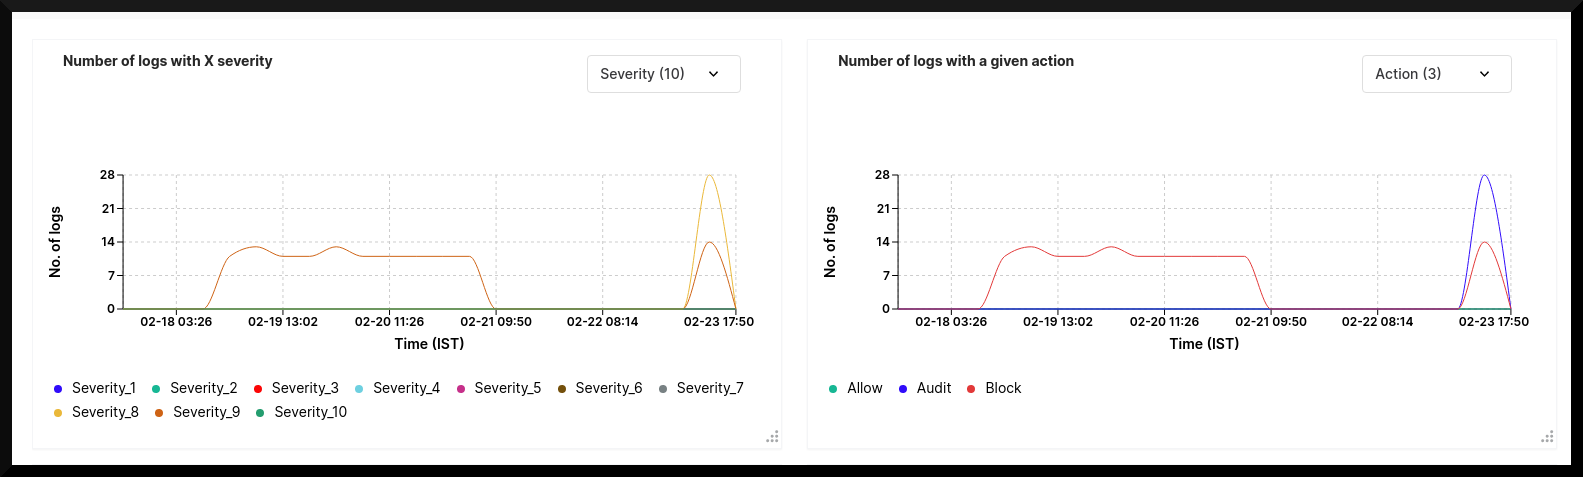 Number of logs with X severity
Severity (10)
28
21
14
7
0
No. of logs
02-18 03:26 02-19 13:02 02-20 11:26 02-21 09:50 02-22 08:14 02-23 17:50
Time (IST)
Severity_1 Severity_2 Severity_3 Severity_4 Severity_5 Severity_6 Severity_7
Severity_8 Severity_9 Severity_10
Number of logs with a given action
Action (3)
28
21
14
7
0
No. of logs
02-18 03:26 02-19 13:02 02-20 11:26 02-21 09:50 02-22 08:14 02-23 17:50
Time (IST)
Allow Audit Block